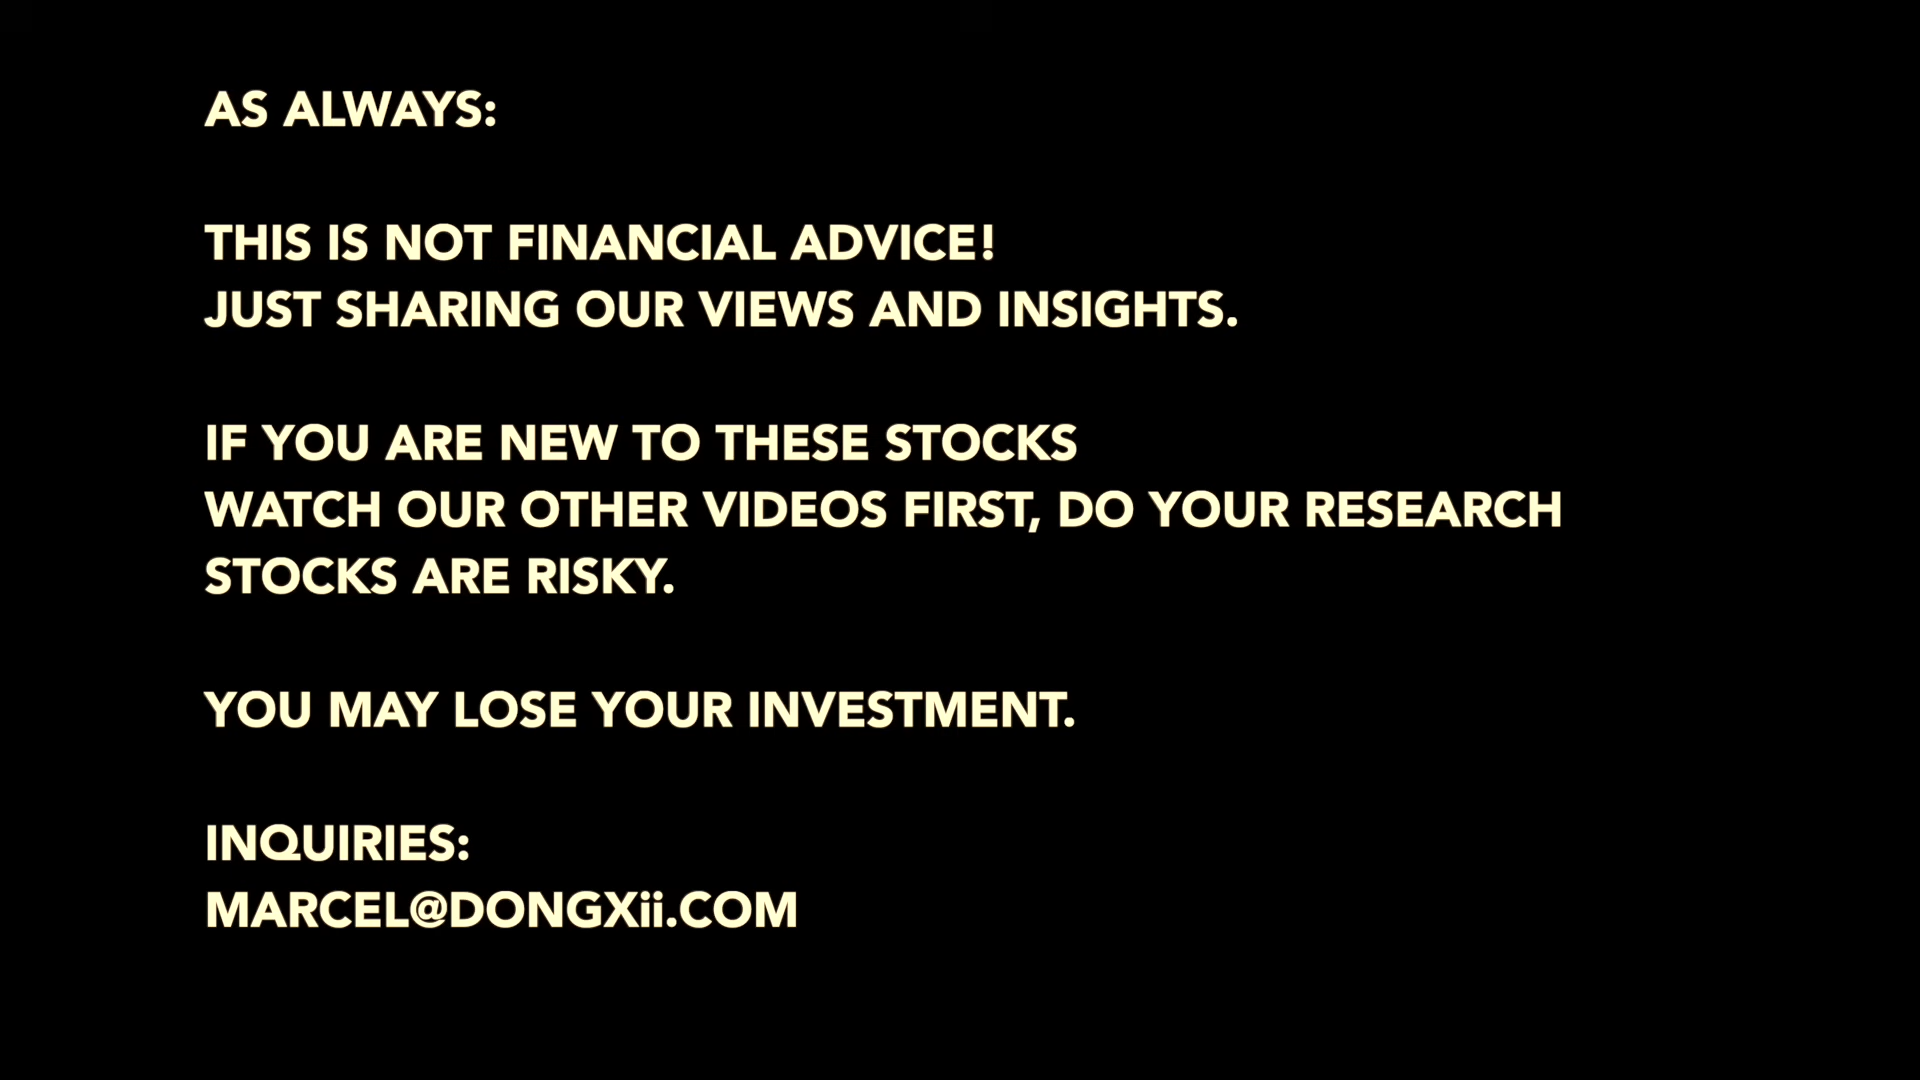 AS ALWAYS:
THIS IS NOT FINANCIAL ADVICE!
JUST SHARING OUR VIEWS AND INSIGHTS.
IF YOU ARE NEW TO THESE STOCKS
WATCH OUR OTHER VIDEOS FIRST, DO YOUR RESEARCH
STOCKS ARE RISKY.
YOU MAY LOSE YOUR INVESTMENT.
INQUIRIES:
MARCEL@DONGXii.COM